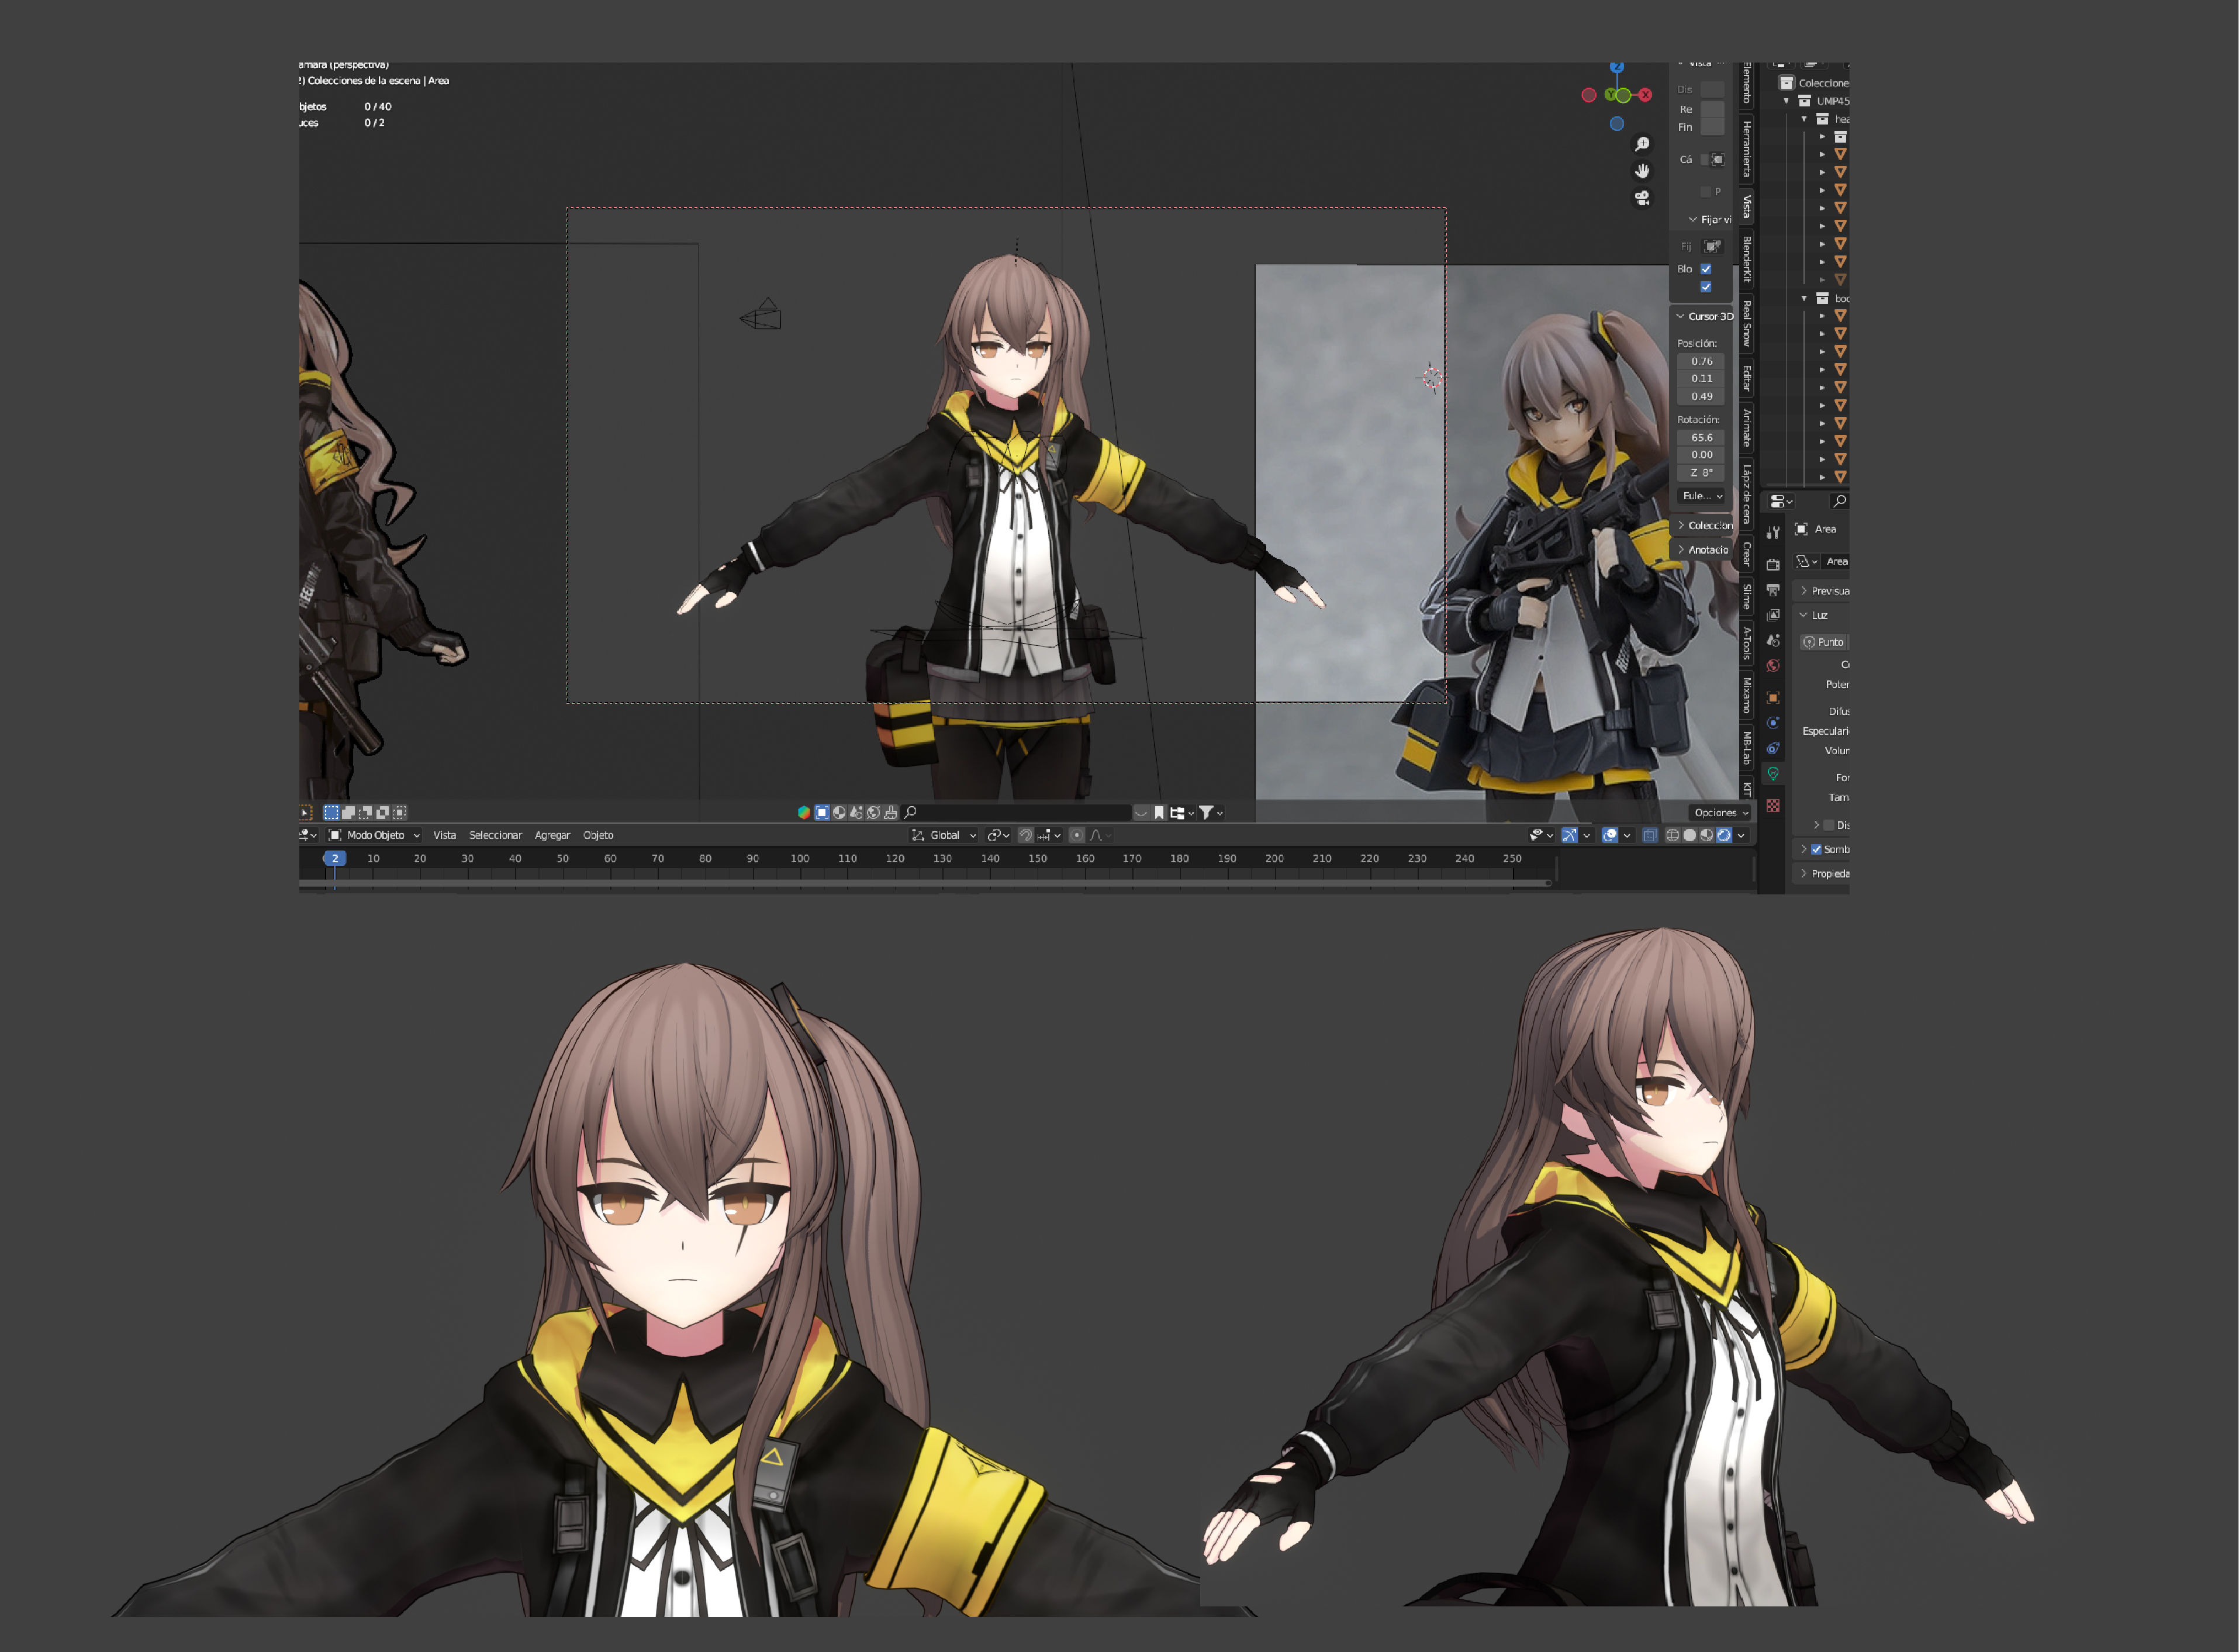 ámara (perspectiva)
2) Colecciones de la escena | Area
bjetos 0 / 40
uces 0 / 2
Z
Y
X
Vista
Dis
Re
Fin
Cá
P
Fijar vi
Fij
Blo
Cursor 3D
Posición:
0.76
0.11
0.49
Rotación:
65.6
0.00
Z 8°
Eule...
Coleccion
Anotacio
Elemento
Herramienta
Vista
BlenderKit
Real Snow
Editar
Animate
Lápiz de cera
Crear
Slime
A-Tools
Mixamo
MB-Lab
KIT
Coleccione
UMP45
hea
boc
Area
Area
Previsua
Luz
Punto
Co
Poter
Difus
Especulari
Volur
For
Tam
Dis
Somb
Propieda
Opciones
Modo Objeto Vista Seleccionar Agregar Objeto Global
2 10 20 30 40 50 60 70 80 90 100 110 120 130 140 150 160 170 180 190 200 210 220 230 240 250